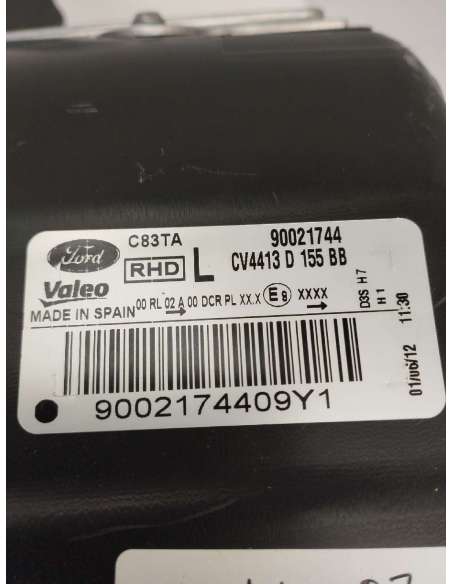 C83TA
90021744
Ford
RHD L
CV4413 D 155 BB
Valeo
MADE IN SPAIN
00 RL 02 A 00 DCR PL XX.X E9 XXXX
D3S H7
H1
01/06/12 11:30
9002174409Y1